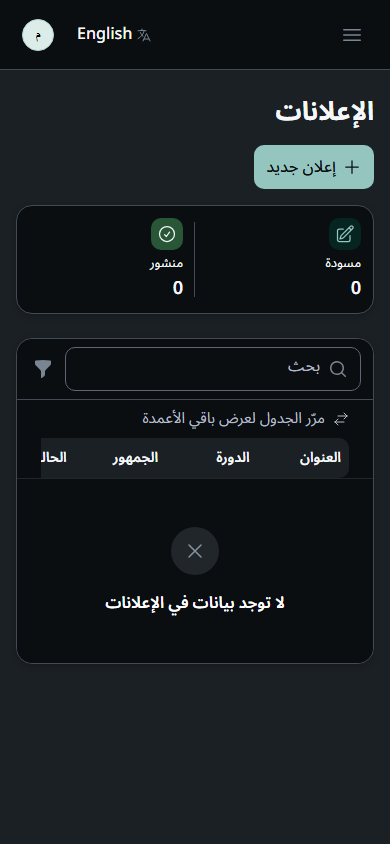 English
م
الإعلانات
إعلان جديد
مسودة
0
منشور
0
بحث
مرّر الجدول لعرض باقي الأعمدة
العنوان الدورة الجمهور الحال
لا توجد بيانات في الإعلانات